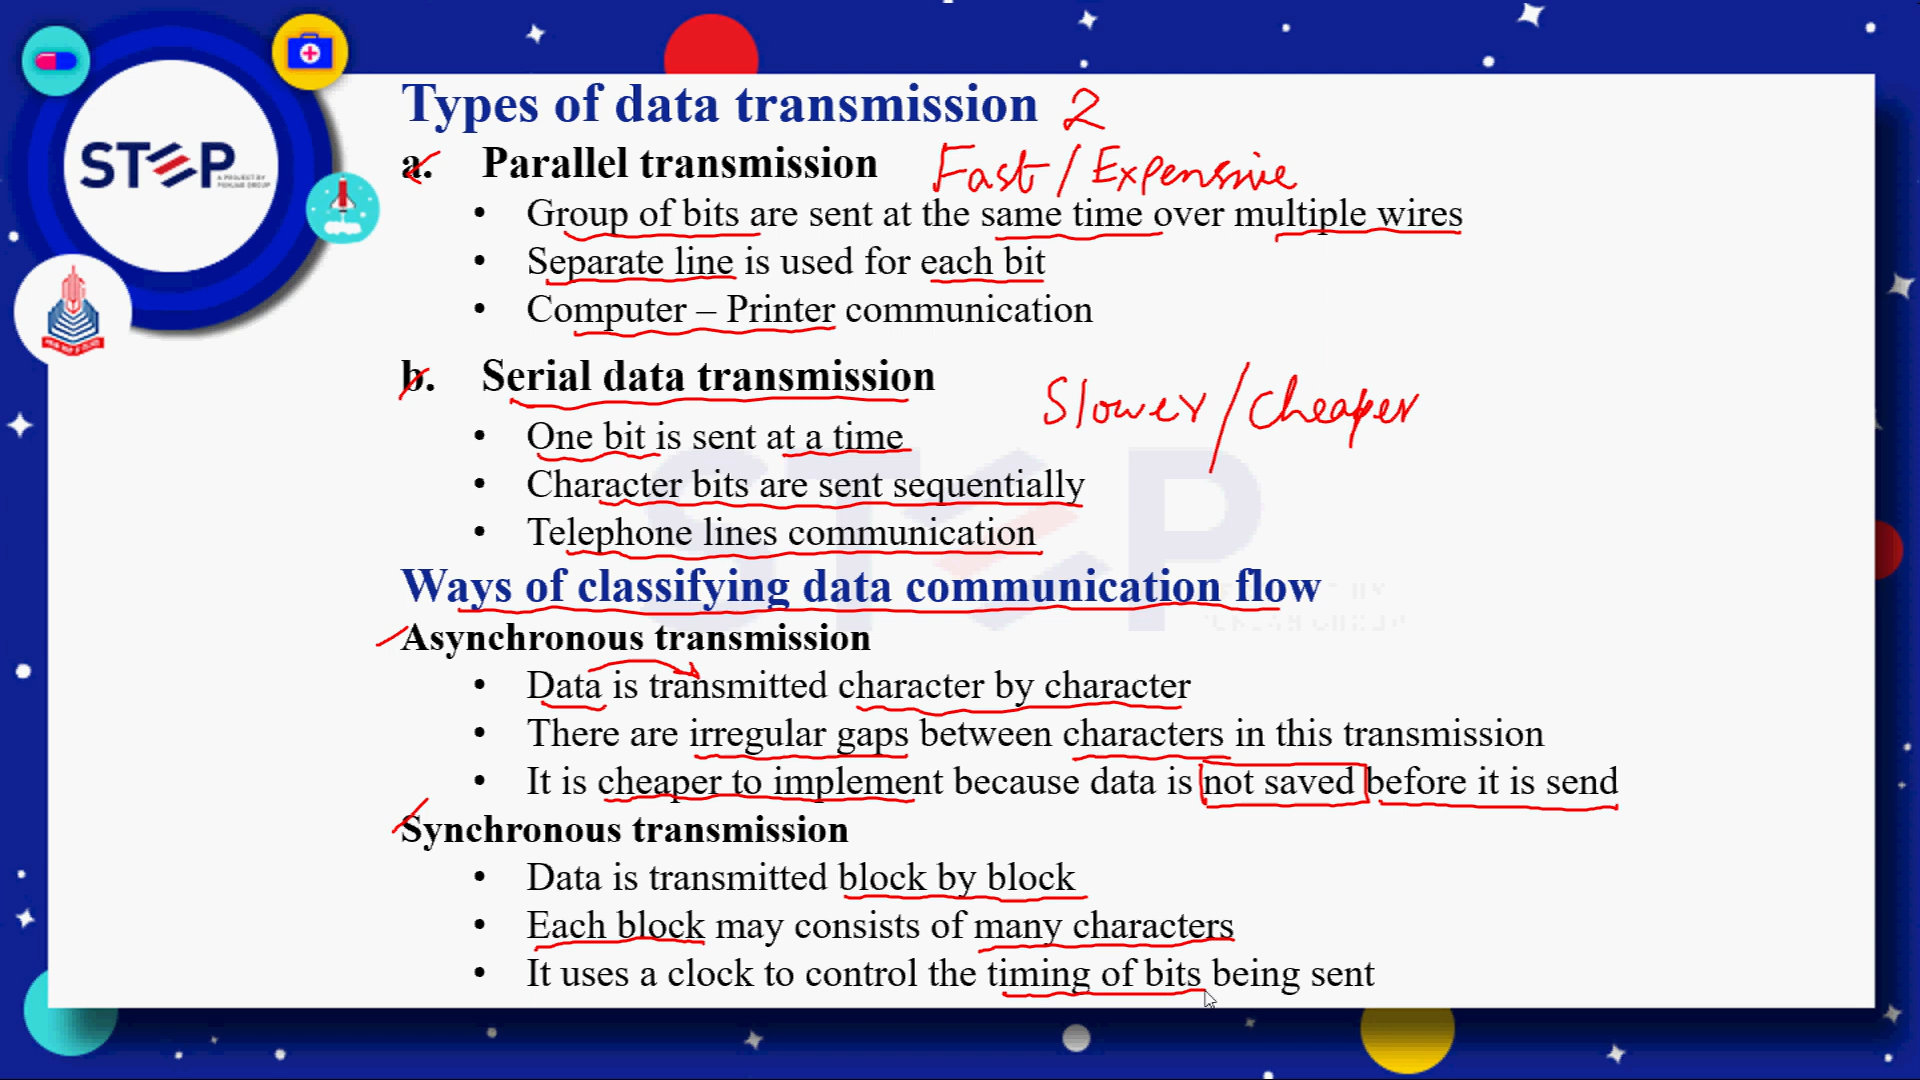 Types of data transmission 2
STEP
A PROJECT BY
PUNJAB GROUP
a. Parallel transmission Fast / Expensive
• Group of bits are sent at the same time over multiple wires
• Separate line is used for each bit
• Computer – Printer communication
b. Serial data transmission
Slower / Cheaper
• One bit is sent at a time
• Character bits are sent sequentially
• Telephone lines communication
Ways of classifying data communication flow
Asynchronous transmission
• Data is transmitted character by character
• There are irregular gaps between characters in this transmission
• It is cheaper to implement because data is not saved before it is send
Synchronous transmission
• Data is transmitted block by block
• Each block may consists of many characters
• It uses a clock to control the timing of bits being sent